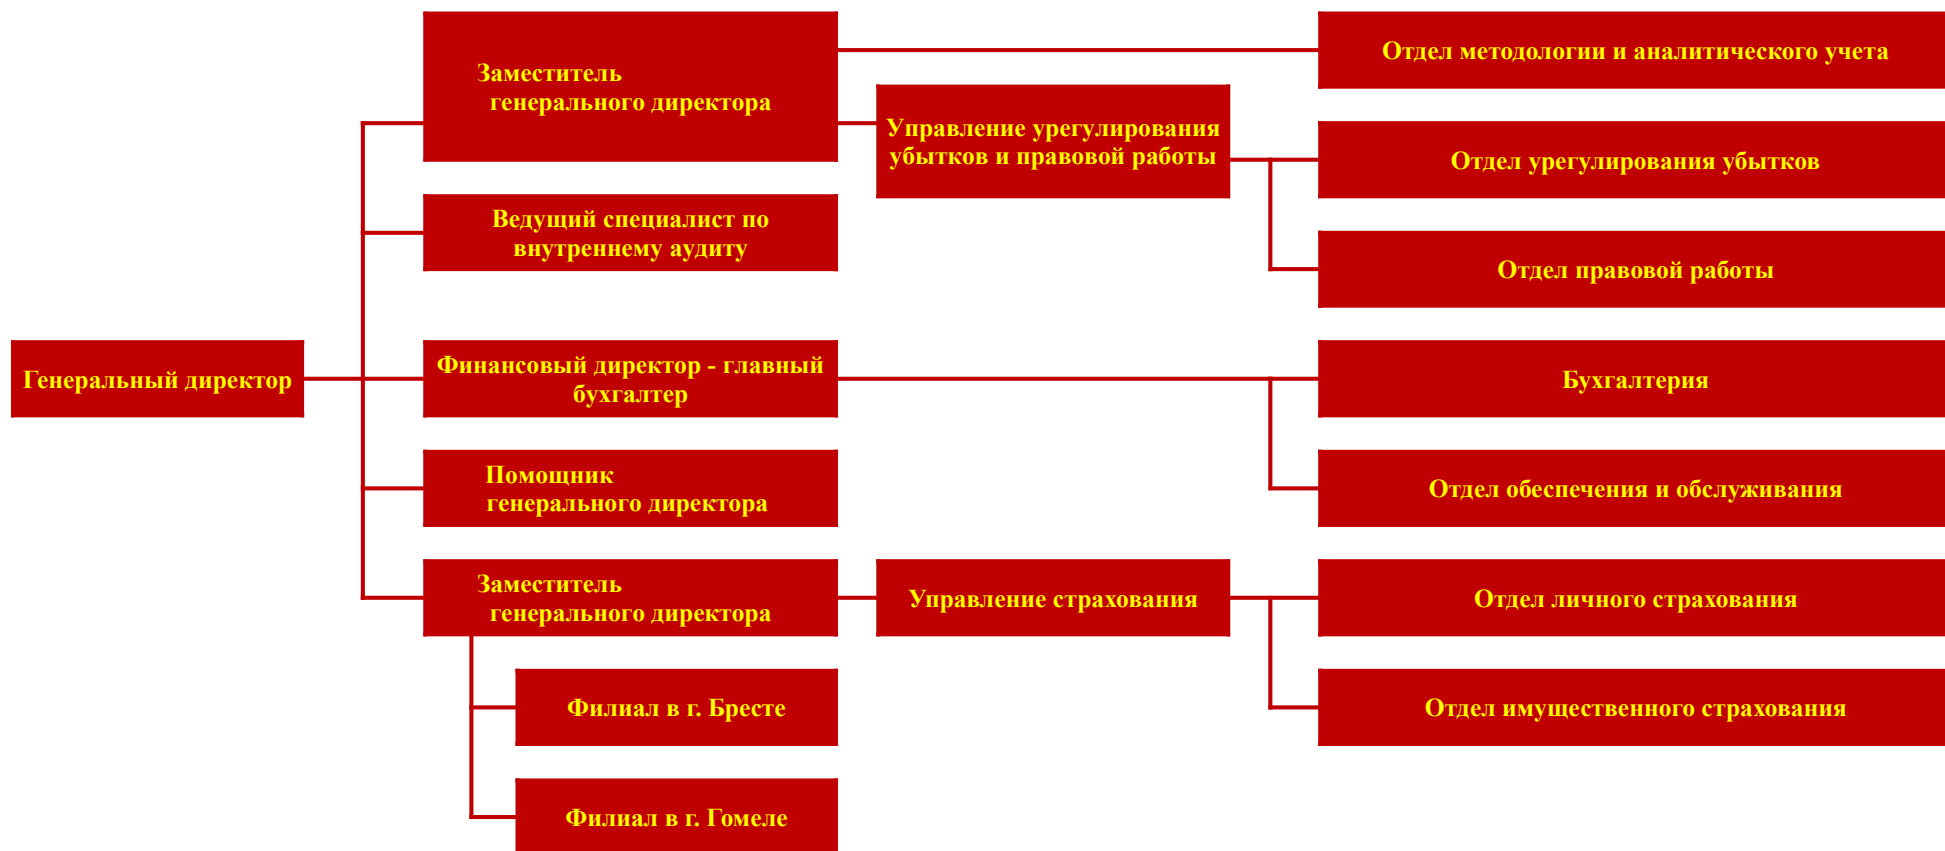 Заместитель
генерального директора
Отдел методологии и аналитического учета
Управление урегулирования
убытков и правовой работы
Отдел урегулирования убытков
Ведущий специалист по
внутреннему аудиту
Отдел правовой работы
Генеральный директор
Финансовый директор - главный
бухгалтер
Бухгалтерия
Помощник
генерального директора
Отдел обеспечения и обслуживания
Заместитель
генерального директора
Управление страхования
Отдел личного страхования
Филиал в г. Бресте
Отдел имущественного страхования
Филиал в г. Гомеле